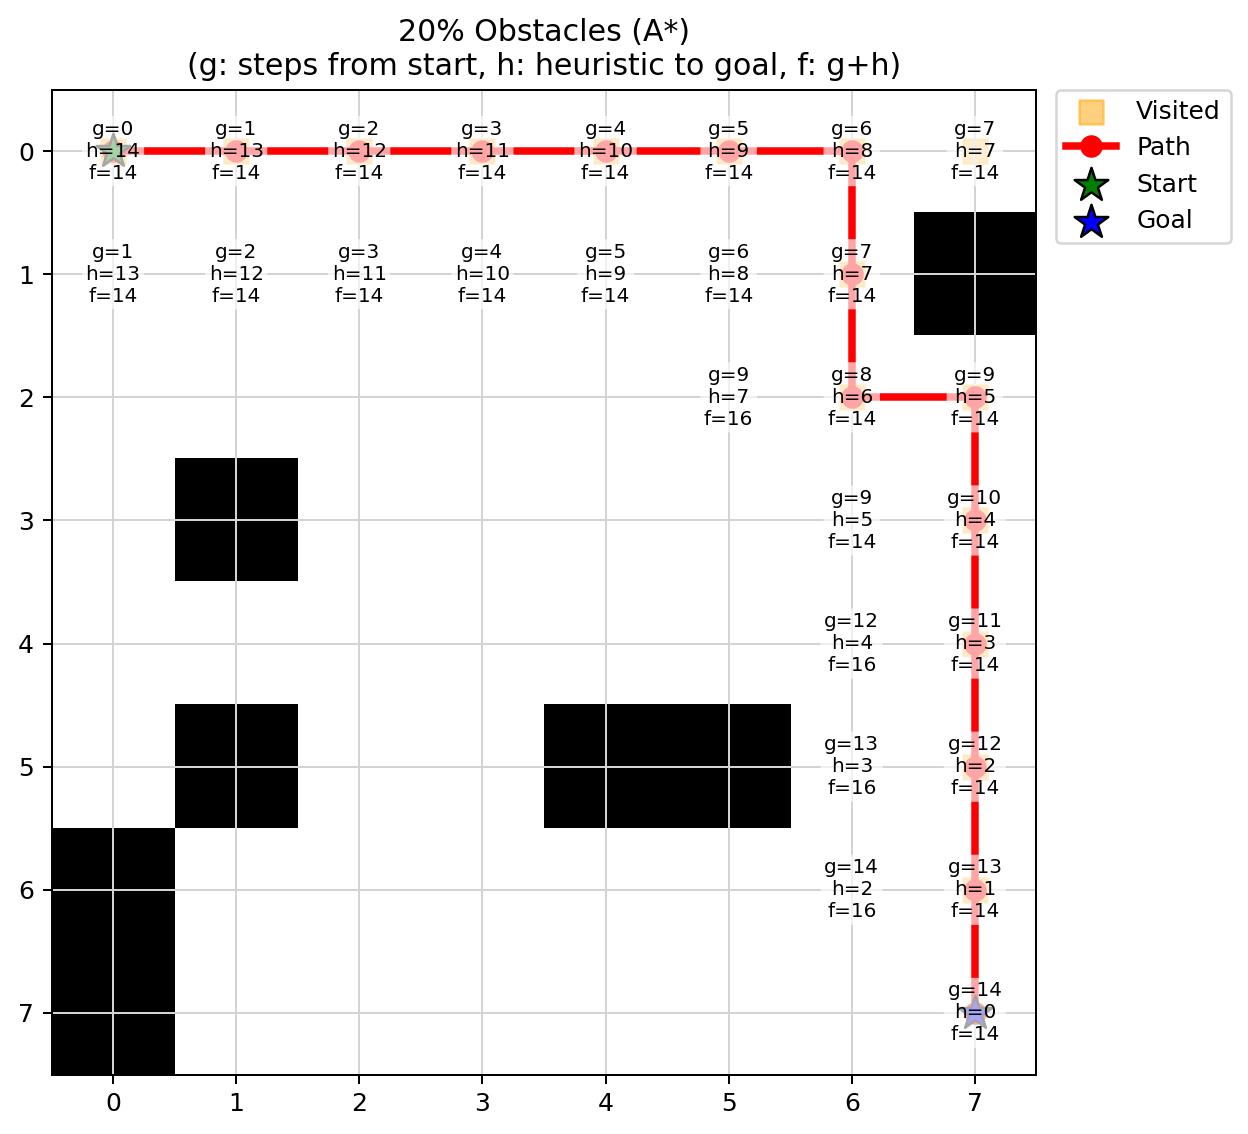 20% Obstacles (A*)
(g: steps from start, h: heuristic to goal, f: g+h)
Visited
Path
Start
Goal
0
g=0
h=14
f=14
g=1
h=13
f=14
g=2
h=12
f=14
g=3
h=11
f=14
g=4
h=10
f=14
g=5
h=9
f=14
g=6
h=8
f=14
g=7
h=7
f=14
1
g=1
h=13
f=14
g=2
h=12
f=14
g=3
h=11
f=14
g=4
h=10
f=14
g=5
h=9
f=14
g=6
h=8
f=14
g=7
h=7
f=14
2
g=9
h=7
f=16
g=8
h=6
f=14
g=9
h=5
f=14
3
g=9
h=5
f=14
g=10
h=4
f=14
4
g=12
h=4
f=16
g=11
h=3
f=14
5
g=13
h=3
f=16
g=12
h=2
f=14
6
g=14
h=2
f=16
g=13
h=1
f=14
7
g=14
h=0
f=14
0 1 2 3 4 5 6 7